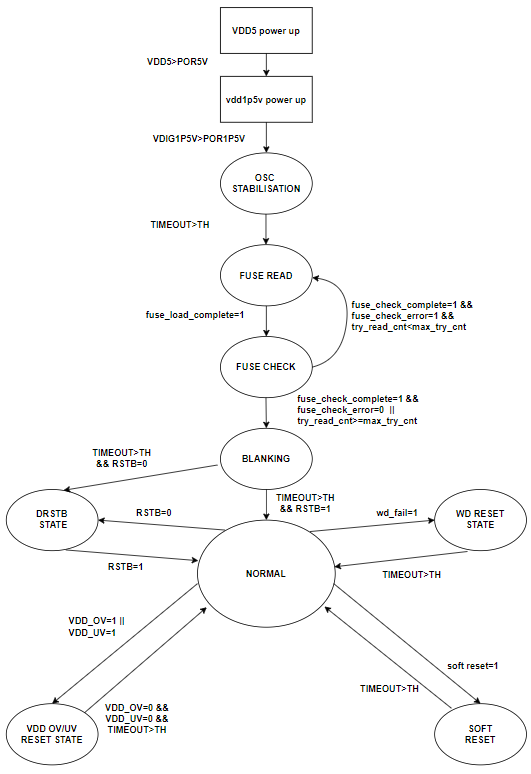 VDD5 power up
VDD5>POR5V
vdd1p5v power up
VDIG1P5V>POR1P5V
OSC
STABILISATION
TIMEOUT>TH
FUSE READ
fuse_check_complete=1 &&
fuse_check_error=1 &&
try_read_cnt<max_try_cnt
fuse_load_complete=1
FUSE CHECK
fuse_check_complete=1 &&
fuse_check_error=0 ||
try_read_cnt>=max_try_cnt
BLANKING
TIMEOUT>TH
&& RSTB=0
TIMEOUT>TH
&& RSTB=1
DRSTB
STATE
RSTB=0
wd_fail=1
WD RESET
STATE
RSTB=1
NORMAL
TIMEOUT>TH
VDD_OV=1 ||
VDD_UV=1
soft reset=1
TIMEOUT>TH
VDD_OV=0 &&
VDD_UV=0 &&
TIMEOUT>TH
VDD OV/UV
RESET STATE
SOFT
RESET